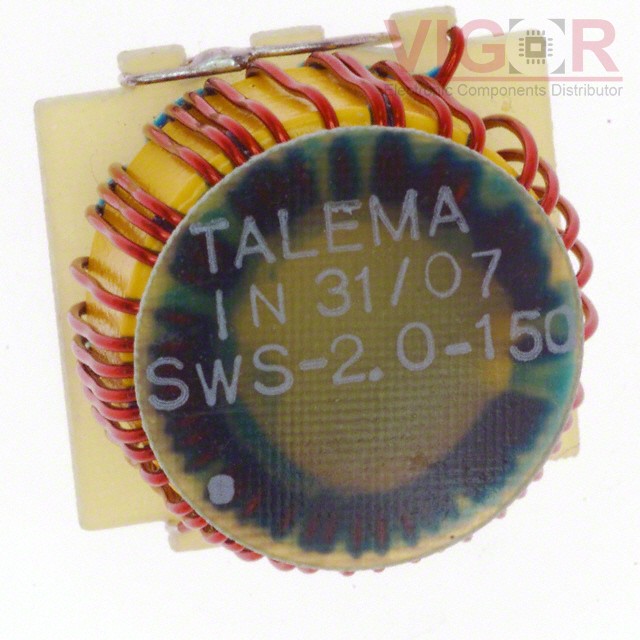 VIGOR
Electronic Components Distributor
TALEMA
IN 31/07
SWS-2.0-150